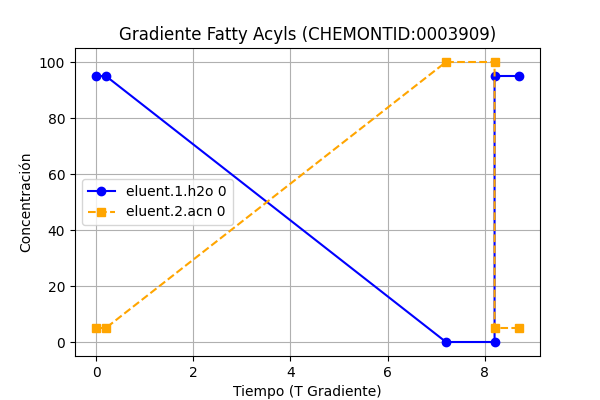 Gradiente Fatty Acyls (CHEMONTID:0003909)
100
80
60
40
20
0
Concentración
eluent.1.h2o 0
eluent.2.acn 0
0 2 4 6 8
Tiempo (T Gradiente)